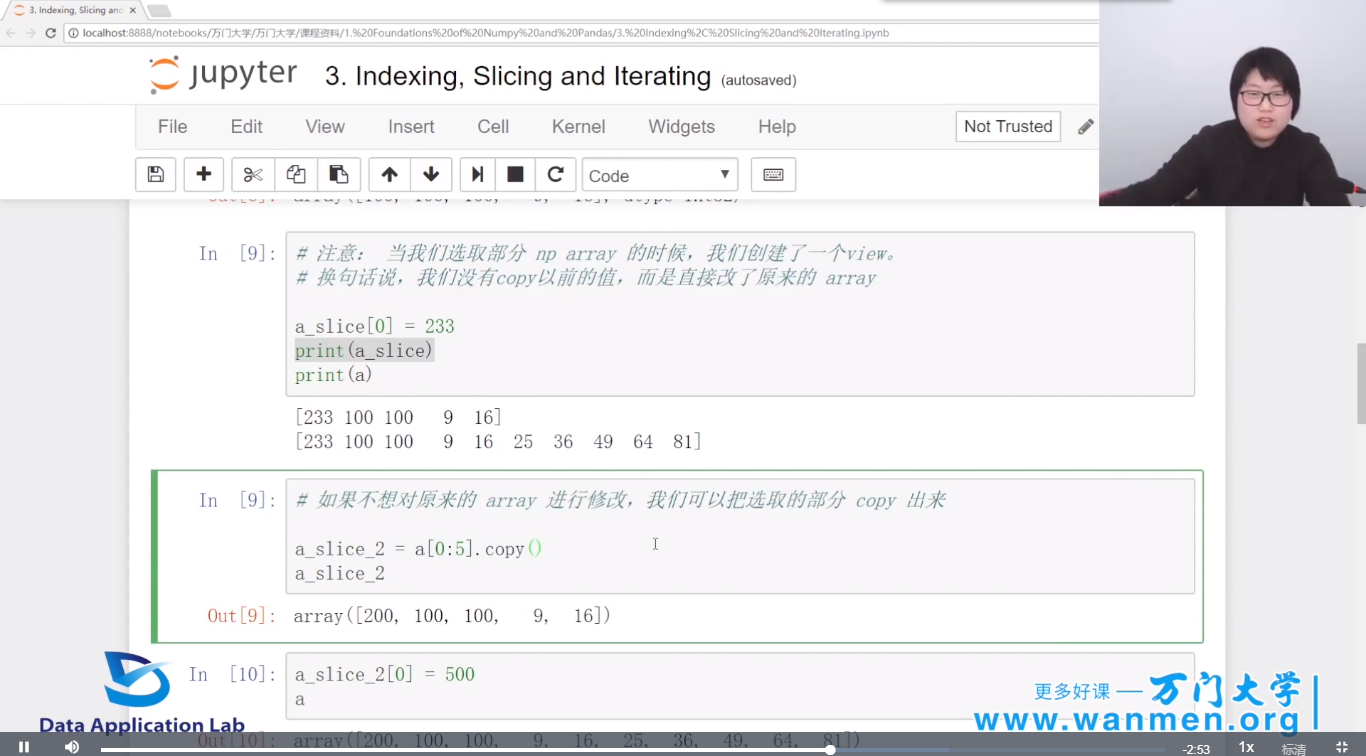 3. Indexing, Slicing and
localhost:8888/notebooks/万门大学/万门大学/课程资料/1.%20Foundations%20of%20Numpy%20and%20Pandas/3.%20Indexing%2C%20Slicing%20and%20Iterating.ipynb
jupyter 3. Indexing, Slicing and Iterating (autosaved)
File Edit View Insert Cell Kernel Widgets Help Not Trusted
Code
In [9]: # 注意： 当我们选取部分 np array 的时候，我们创建了一个view。
# 换句话说，我们没有copy以前的值，而是直接改了原来的 array
a_slice[0] = 233
print(a_slice)
print(a)
[233 100 100 9 16]
[233 100 100 9 16 25 36 49 64 81]
In [9]: # 如果不想对原来的 array 进行修改，我们可以把选取的部分 copy 出来
a_slice_2 = a[0:5].copy()
a_slice_2
Out[9]: array([200, 100, 100, 9, 16])
In [10]: a_slice_2[0] = 500
a
Data Application Lab
更多好课 — 万门大学
www.wanmen.org
Out[10]: array([200, 100, 100, 9, 16, 25, 36, 49, 64, 81])
-2:53 1x 标清